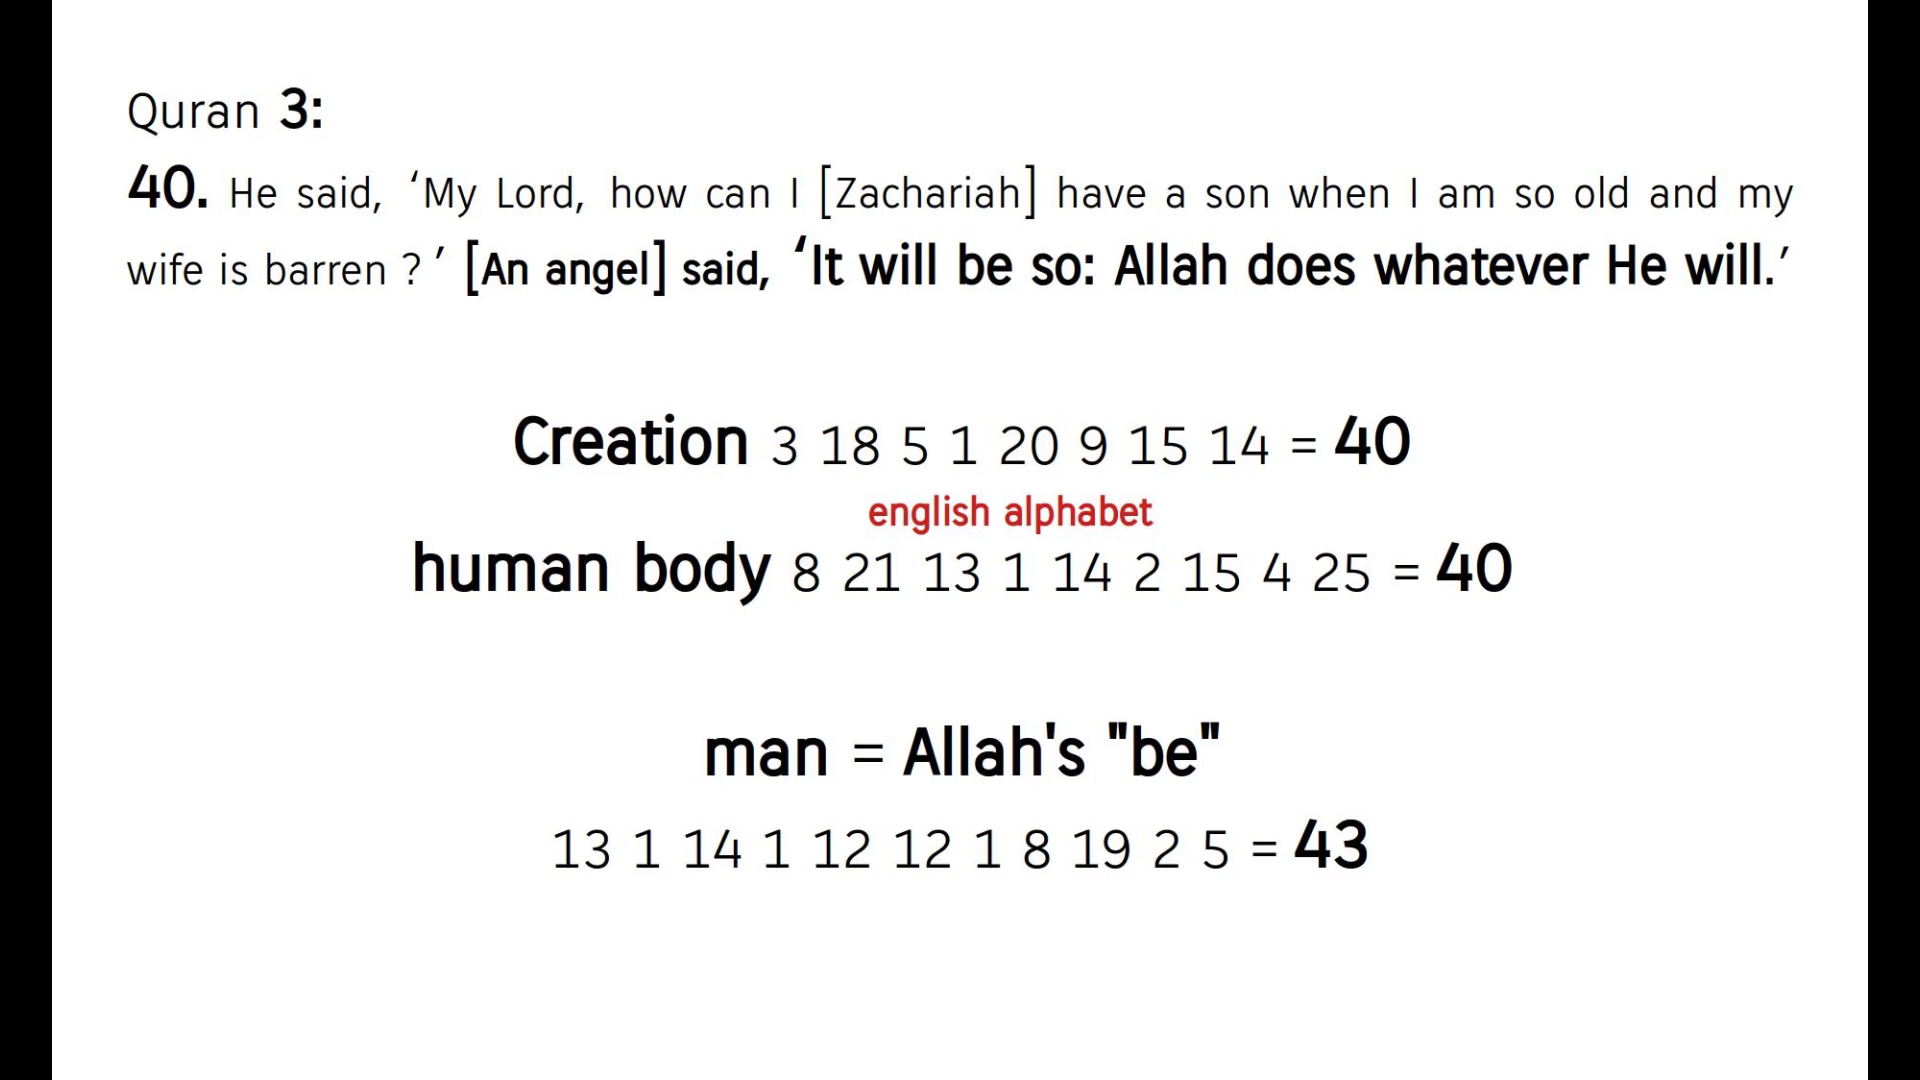 Quran 3:
40. He said, ‘My Lord, how can I [Zachariah] have a son when I am so old and my
wife is barren ? ’ [An angel] said, ‘It will be so: Allah does whatever He will.’
Creation 3 18 5 1 20 9 15 14 = 40
english alphabet
human body 8 21 13 1 14 2 15 4 25 = 40
man = Allah's "be"
13 1 14 1 12 12 1 8 19 2 5 = 43